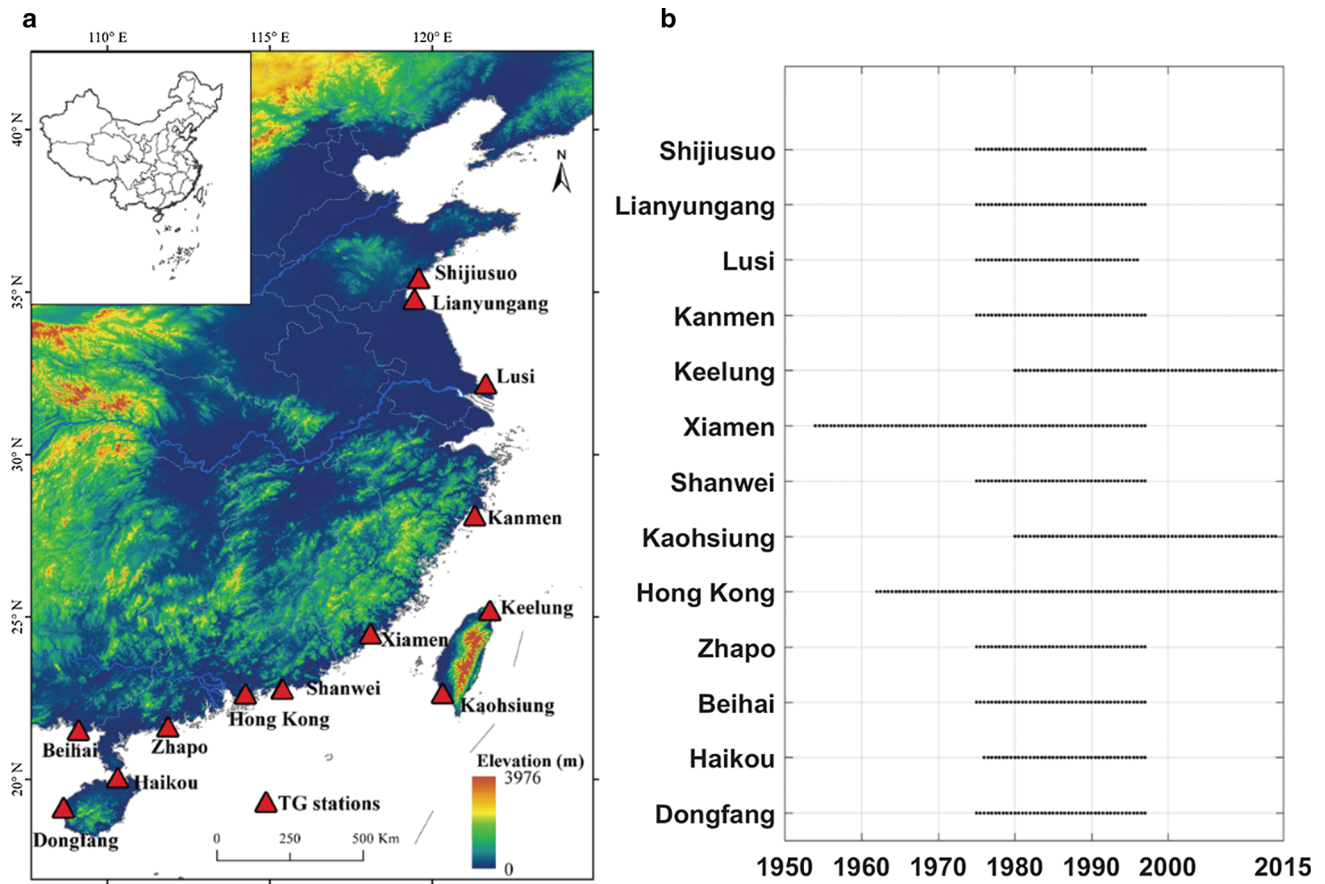 a
110° E 115° E 120° E
40° N
35° N
30° N
25° N
20° N
N
Shijiusuo
Lianyungang
Lusi
Kanmen
Keelung
Xiamen
Shanwei
Kaohsiung
Hong Kong
Zhapo
Beihai
Haikou
Dongfang
TG stations
0 250 500 Km
Elevation (m)
3976
0
b
Shijiusuo
Lianyungang
Lusi
Kanmen
Keelung
Xiamen
Shanwei
Kaohsiung
Hong Kong
Zhapo
Beihai
Haikou
Dongfang
1950 1960 1970 1980 1990 2000 2015